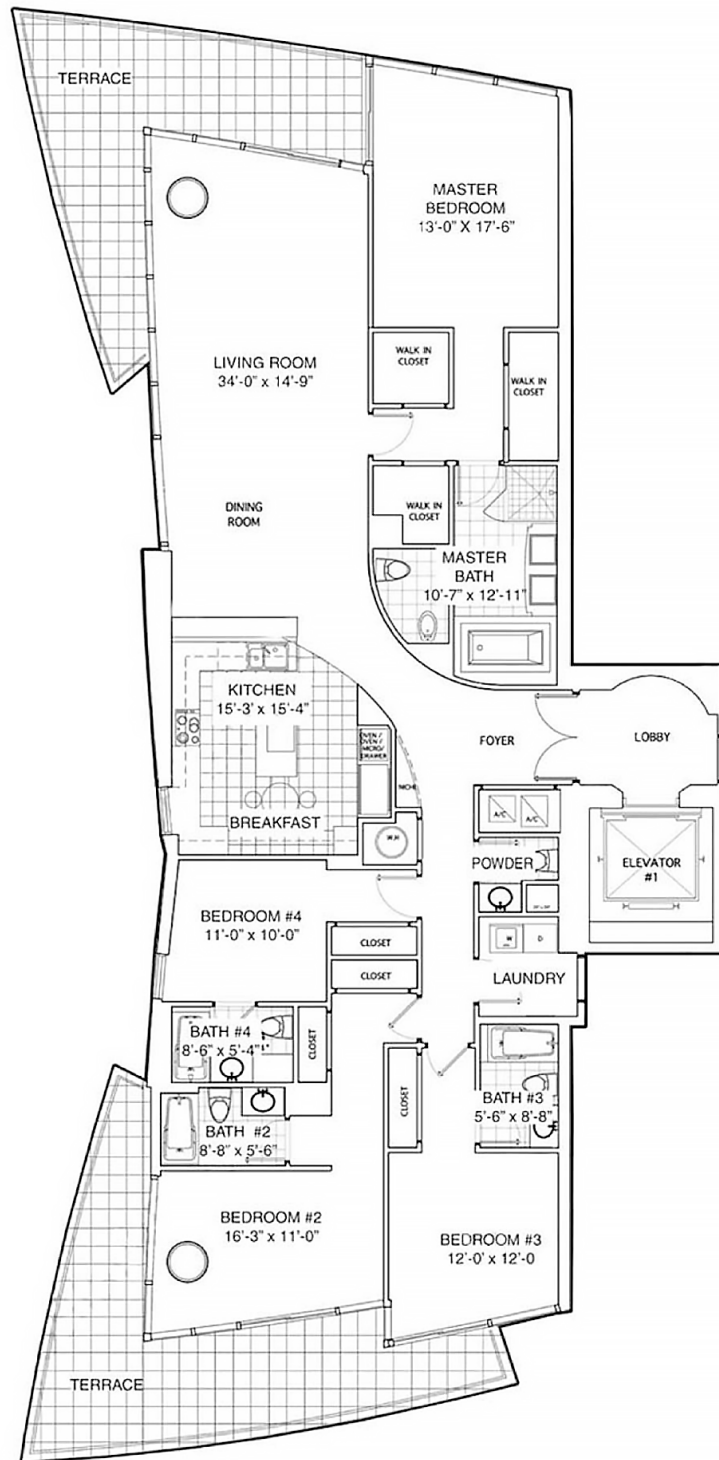 TERRACE
MASTER
BEDROOM
13'-0" X 17'-6"
WALK IN
CLOSET
LIVING ROOM
34'-0" x 14'-9"
WALK IN
CLOSET
DINING
ROOM
WALK IN
CLOSET
MASTER
BATH
10'-7" x 12'-11"
KITCHEN
15'-3' x 15'-4"
OVEN /
OVEN /
MICRO/
DRAWER
FOYER
LOBBY
NICHE
A/C
A/C
BREAKFAST
W.H
POWDER
ELEVATOR
#1
BEDROOM #4
11'-0" x 10'-0"
CLOSET
W
D
CLOSET
LAUNDRY
BATH #4
8'-6" x 5'-4"
CLOSET
CLOSET
BATH #3
5'-6" x 8'-8"
BATH #2
8'-8" x 5'-6"
BEDROOM #2
16'-3" x 11'-0"
BEDROOM #3
12'-0' x 12'-0
TERRACE